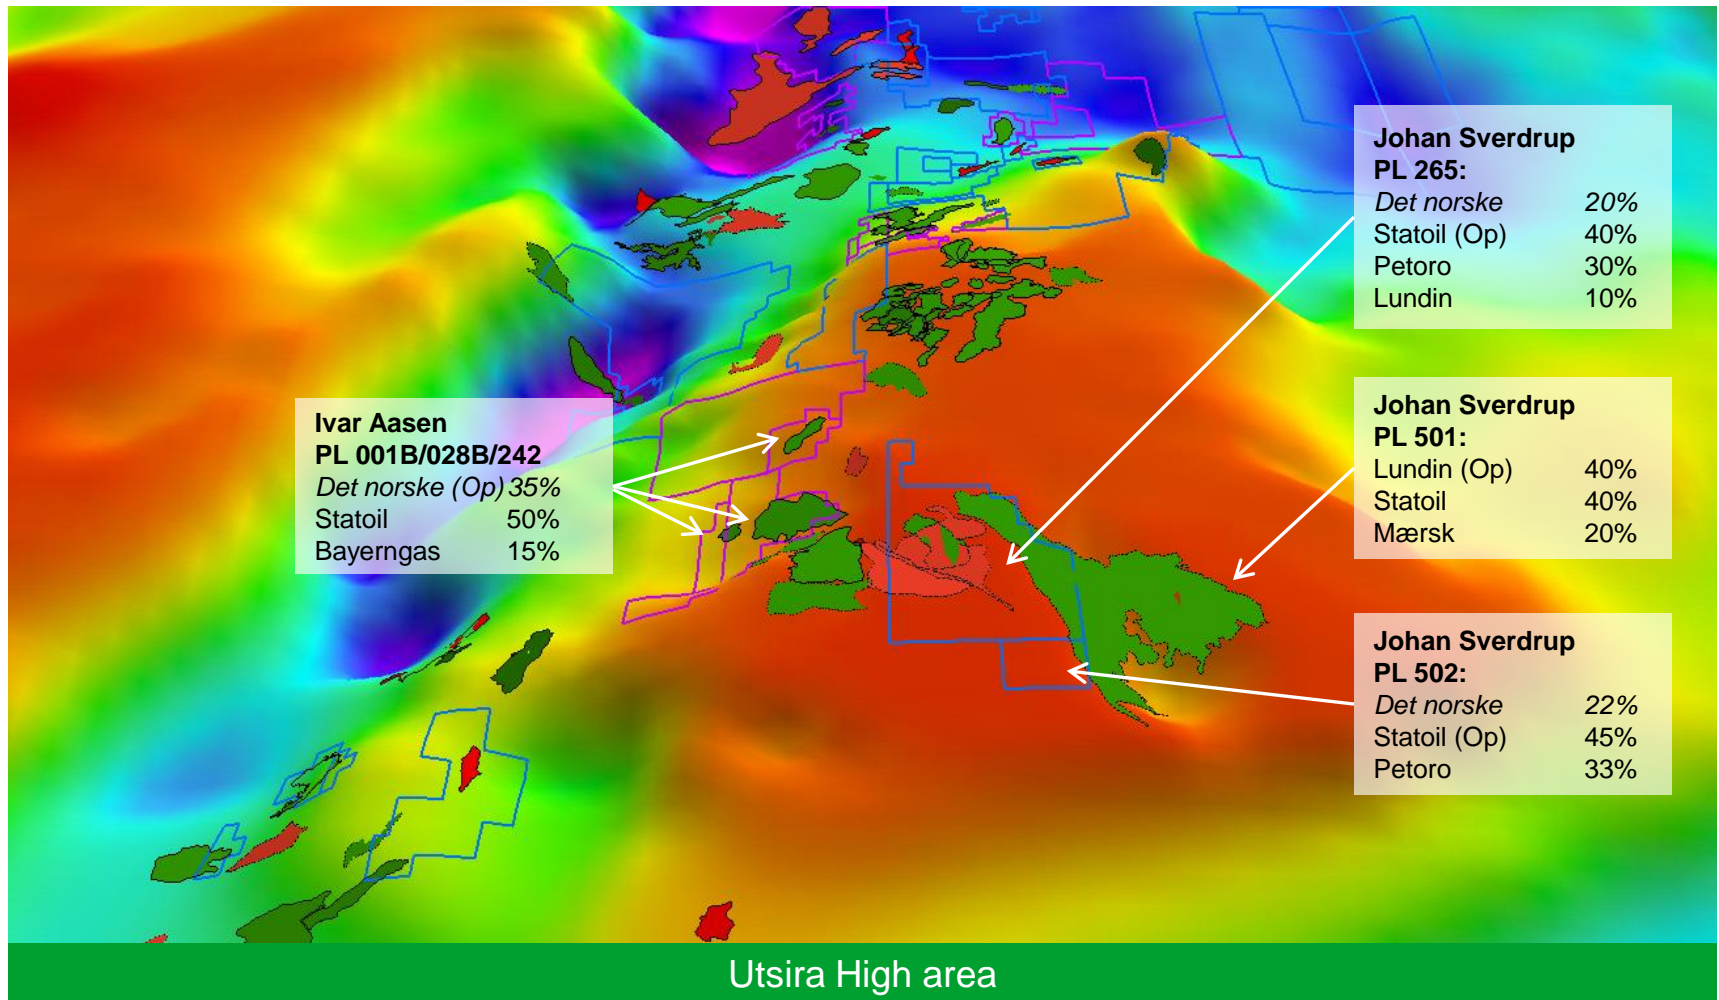 Johan Sverdrup
PL 265:
Det norske 20%
Statoil (Op) 40%
Petoro 30%
Lundin 10%
Johan Sverdrup
PL 501:
Lundin (Op) 40%
Statoil 40%
Mærsk 20%
Ivar Aasen
PL 001B/028B/242
Det norske (Op) 35%
Statoil 50%
Bayerngas 15%
Johan Sverdrup
PL 502:
Det norske 22%
Statoil (Op) 45%
Petoro 33%
Utsira High area